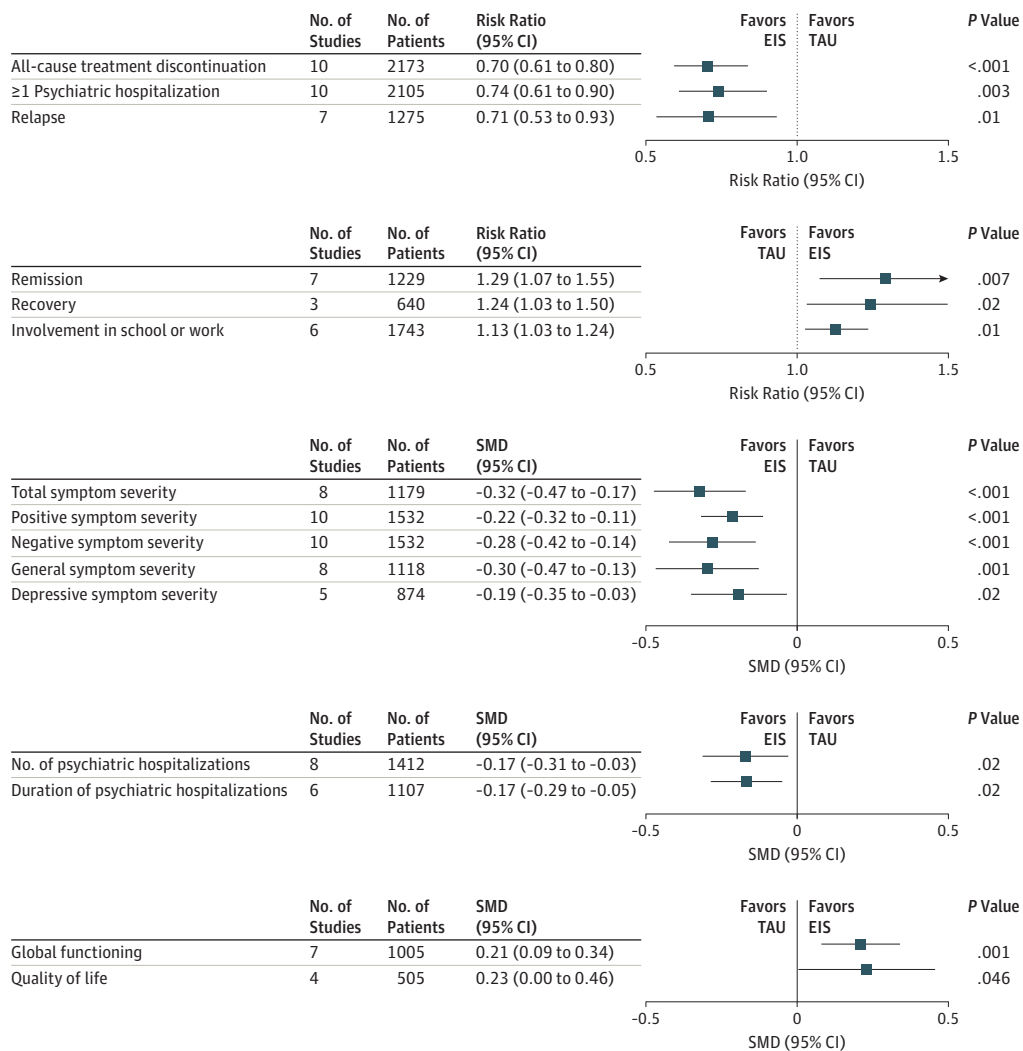 No. of No. of Risk Ratio Favors Favors P Value
Studies Patients (95% CI) EIS TAU
All-cause treatment discontinuation 10 2173 0.70 (0.61 to 0.80) <.001
≥1 Psychiatric hospitalization 10 2105 0.74 (0.61 to 0.90) .003
Relapse 7 1275 0.71 (0.53 to 0.93) .01
0.5 1.0 1.5
Risk Ratio (95% CI)
No. of No. of Risk Ratio Favors Favors P Value
Studies Patients (95% CI) TAU EIS
Remission 7 1229 1.29 (1.07 to 1.55) .007
Recovery 3 640 1.24 (1.03 to 1.50) .02
Involvement in school or work 6 1743 1.13 (1.03 to 1.24) .01
0.5 1.0 1.5
Risk Ratio (95% CI)
No. of No. of SMD Favors Favors P Value
Studies Patients (95% CI) EIS TAU
Total symptom severity 8 1179 -0.32 (-0.47 to -0.17) <.001
Positive symptom severity 10 1532 -0.22 (-0.32 to -0.11) <.001
Negative symptom severity 10 1532 -0.28 (-0.42 to -0.14) <.001
General symptom severity 8 1118 -0.30 (-0.47 to -0.13) .001
Depressive symptom severity 5 874 -0.19 (-0.35 to -0.03) .02
-0.5 0 0.5
SMD (95% CI)
No. of No. of SMD Favors Favors P Value
Studies Patients (95% CI) EIS TAU
No. of psychiatric hospitalizations 8 1412 -0.17 (-0.31 to -0.03) .02
Duration of psychiatric hospitalizations 6 1107 -0.17 (-0.29 to -0.05) .02
-0.5 0 0.5
SMD (95% CI)
No. of No. of SMD Favors Favors P Value
Studies Patients (95% CI) TAU EIS
Global functioning 7 1005 0.21 (0.09 to 0.34) .001
Quality of life 4 505 0.23 (0.00 to 0.46) .046
-0.5 0 0.5
SMD (95% CI)